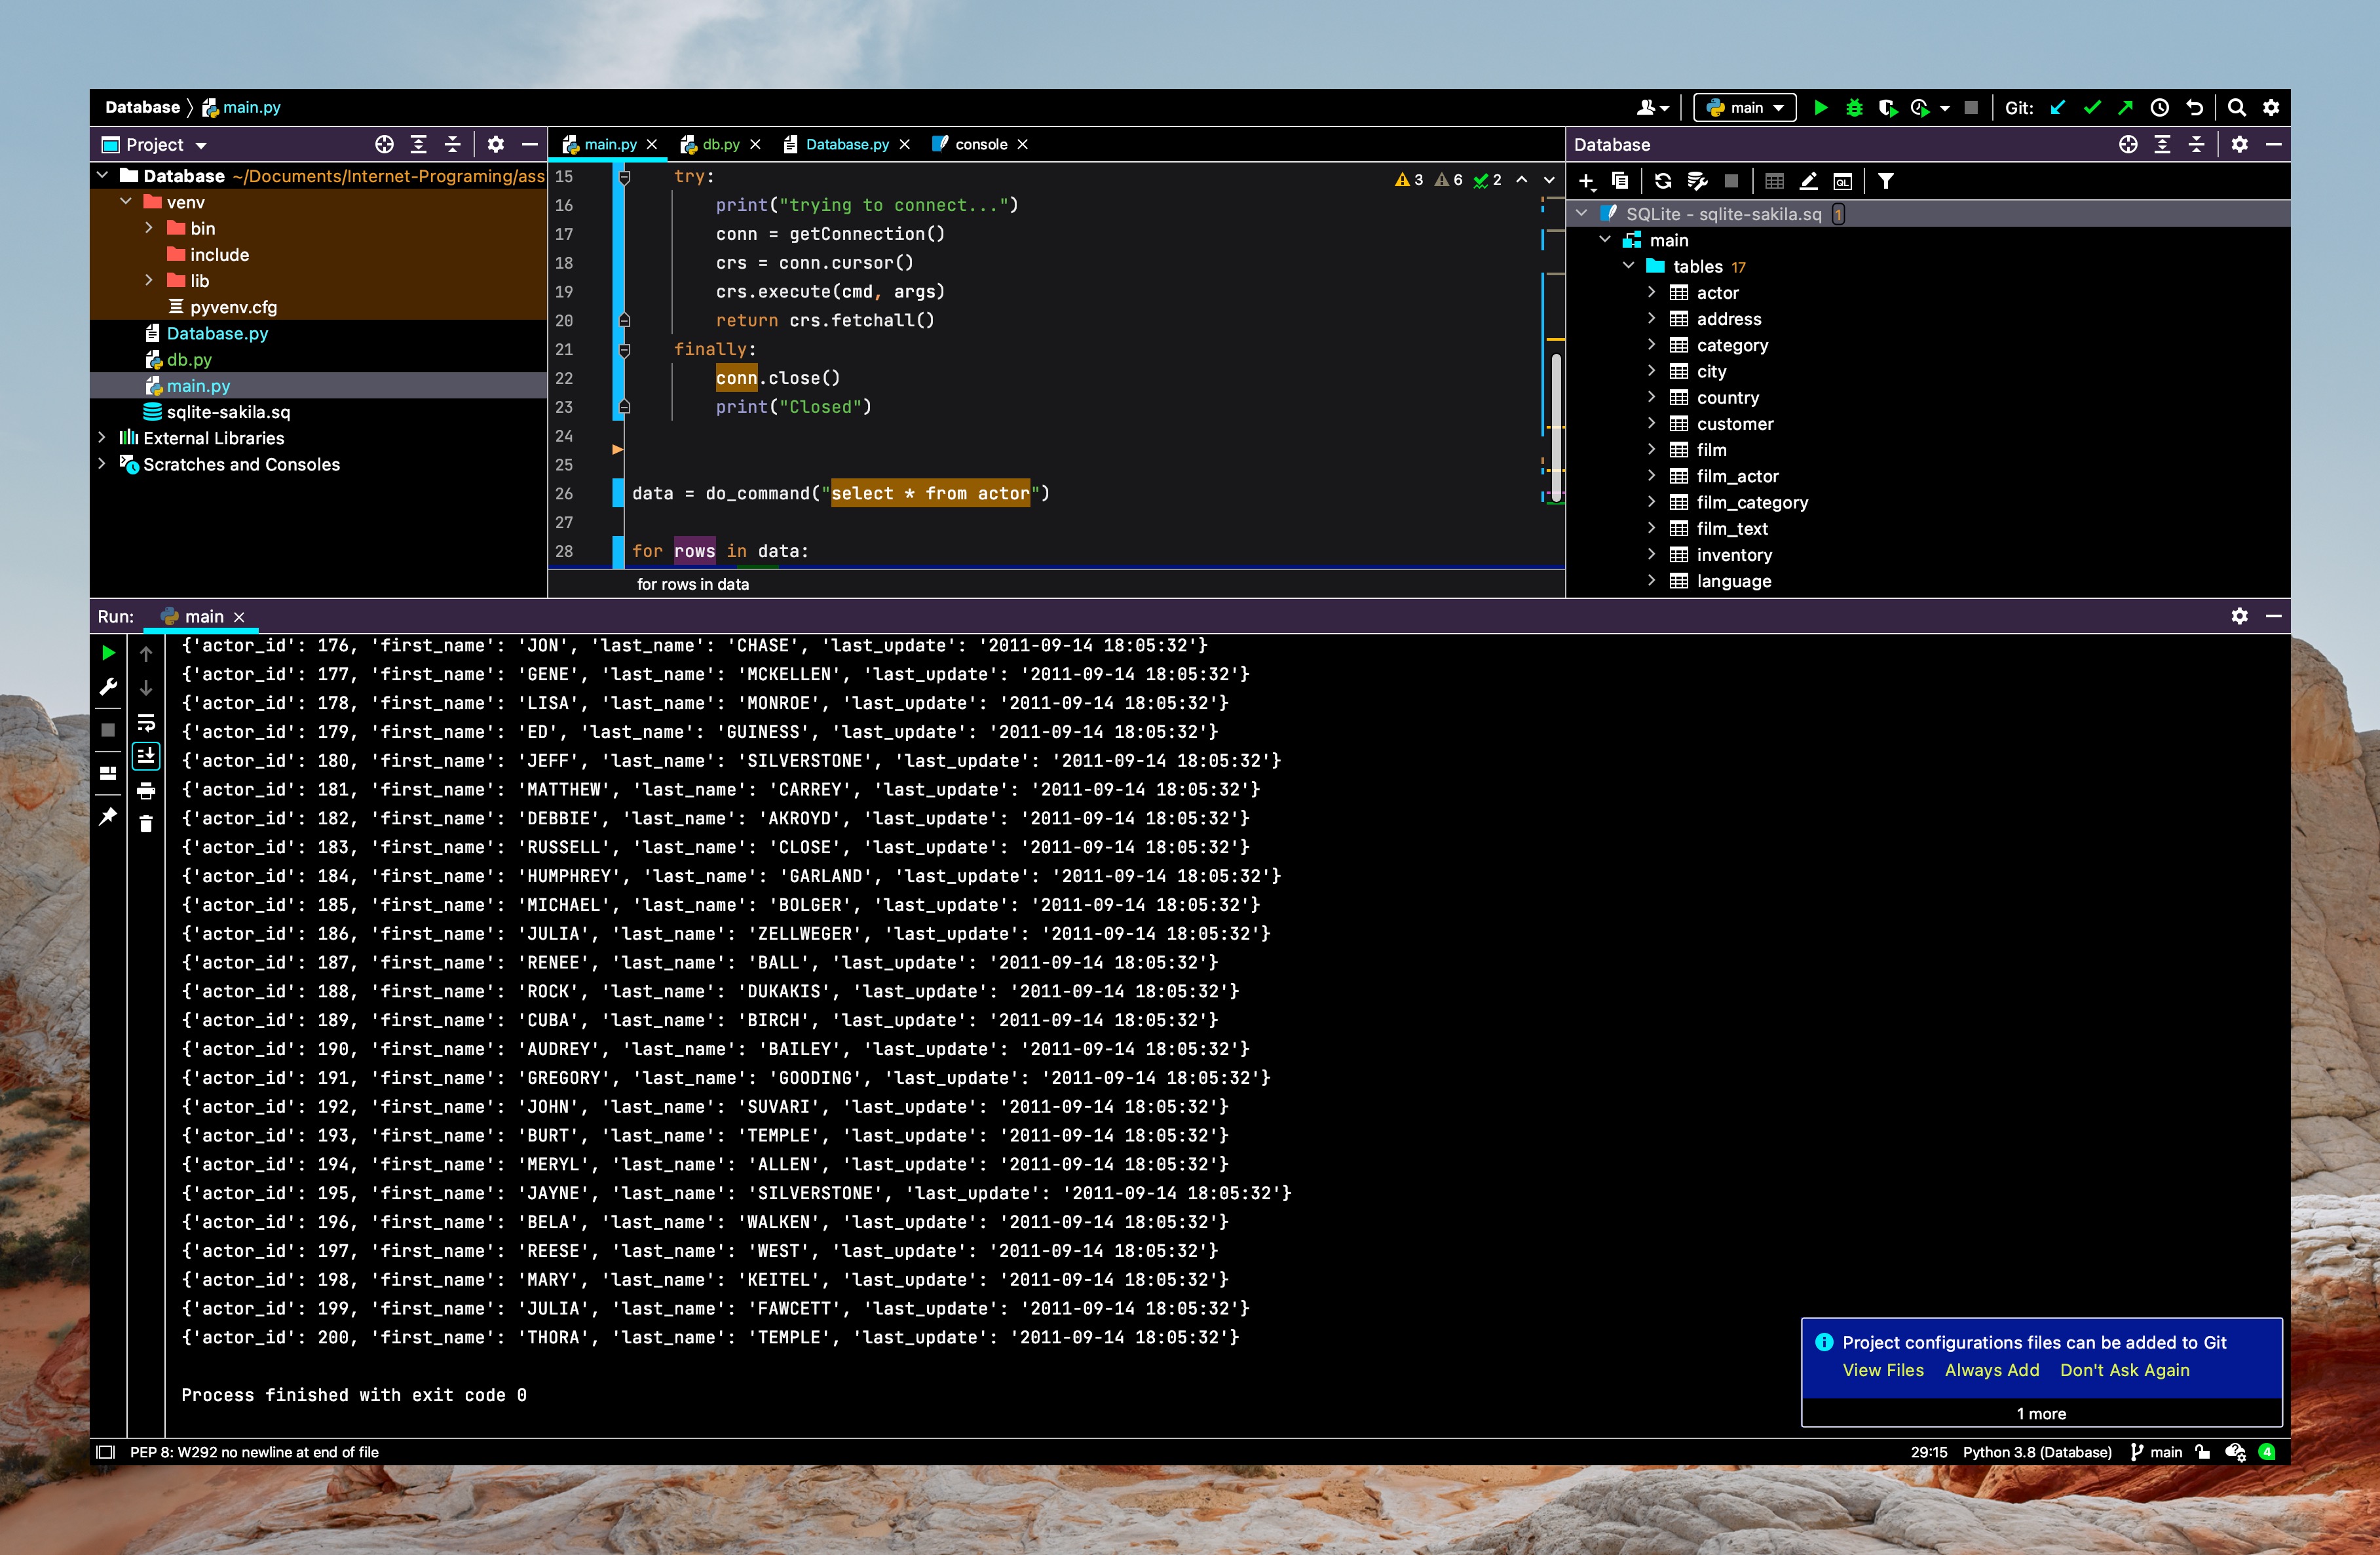 Database 〉 main.py
main
Git:
Project
main.py
db.py
Database.py
console
Database
Database ~/Documents/Internet-Programing/ass
venv
bin
include
lib
pyvenv.cfg
Database.py
db.py
main.py
sqlite-sakila.sq
External Libraries
Scratches and Consoles
3 6 2
15 try:
16 print("trying to connect...")
17 conn = getConnection()
18 crs = conn.cursor()
19 crs.execute(cmd, args)
20 return crs.fetchall()
21 finally:
22 conn.close()
23 print("Closed")
24
25
26 data = do_command("select * from actor")
27
28 for rows in data:
for rows in data
QL
SQLite - sqlite-sakila.sq 1
main
tables 17
actor
address
category
city
country
customer
film
film_actor
film_category
film_text
inventory
language
Run: main
{'actor_id': 176, 'first_name': 'JON', 'last_name': 'CHASE', 'last_update': '2011-09-14 18:05:32'}
{'actor_id': 177, 'first_name': 'GENE', 'last_name': 'MCKELLEN', 'last_update': '2011-09-14 18:05:32'}
{'actor_id': 178, 'first_name': 'LISA', 'last_name': 'MONROE', 'last_update': '2011-09-14 18:05:32'}
{'actor_id': 179, 'first_name': 'ED', 'last_name': 'GUINESS', 'last_update': '2011-09-14 18:05:32'}
{'actor_id': 180, 'first_name': 'JEFF', 'last_name': 'SILVERSTONE', 'last_update': '2011-09-14 18:05:32'}
{'actor_id': 181, 'first_name': 'MATTHEW', 'last_name': 'CARREY', 'last_update': '2011-09-14 18:05:32'}
{'actor_id': 182, 'first_name': 'DEBBIE', 'last_name': 'AKROYD', 'last_update': '2011-09-14 18:05:32'}
{'actor_id': 183, 'first_name': 'RUSSELL', 'last_name': 'CLOSE', 'last_update': '2011-09-14 18:05:32'}
{'actor_id': 184, 'first_name': 'HUMPHREY', 'last_name': 'GARLAND', 'last_update': '2011-09-14 18:05:32'}
{'actor_id': 185, 'first_name': 'MICHAEL', 'last_name': 'BOLGER', 'last_update': '2011-09-14 18:05:32'}
{'actor_id': 186, 'first_name': 'JULIA', 'last_name': 'ZELLWEGER', 'last_update': '2011-09-14 18:05:32'}
{'actor_id': 187, 'first_name': 'RENEE', 'last_name': 'BALL', 'last_update': '2011-09-14 18:05:32'}
{'actor_id': 188, 'first_name': 'ROCK', 'last_name': 'DUKAKIS', 'last_update': '2011-09-14 18:05:32'}
{'actor_id': 189, 'first_name': 'CUBA', 'last_name': 'BIRCH', 'last_update': '2011-09-14 18:05:32'}
{'actor_id': 190, 'first_name': 'AUDREY', 'last_name': 'BAILEY', 'last_update': '2011-09-14 18:05:32'}
{'actor_id': 191, 'first_name': 'GREGORY', 'last_name': 'GOODING', 'last_update': '2011-09-14 18:05:32'}
{'actor_id': 192, 'first_name': 'JOHN', 'last_name': 'SUVARI', 'last_update': '2011-09-14 18:05:32'}
{'actor_id': 193, 'first_name': 'BURT', 'last_name': 'TEMPLE', 'last_update': '2011-09-14 18:05:32'}
{'actor_id': 194, 'first_name': 'MERYL', 'last_name': 'ALLEN', 'last_update': '2011-09-14 18:05:32'}
{'actor_id': 195, 'first_name': 'JAYNE', 'last_name': 'SILVERSTONE', 'last_update': '2011-09-14 18:05:32'}
{'actor_id': 196, 'first_name': 'BELA', 'last_name': 'WALKEN', 'last_update': '2011-09-14 18:05:32'}
{'actor_id': 197, 'first_name': 'REESE', 'last_name': 'WEST', 'last_update': '2011-09-14 18:05:32'}
{'actor_id': 198, 'first_name': 'MARY', 'last_name': 'KEITEL', 'last_update': '2011-09-14 18:05:32'}
{'actor_id': 199, 'first_name': 'JULIA', 'last_name': 'FAWCETT', 'last_update': '2011-09-14 18:05:32'}
{'actor_id': 200, 'first_name': 'THORA', 'last_name': 'TEMPLE', 'last_update': '2011-09-14 18:05:32'}
Process finished with exit code 0
Project configurations files can be added to Git
View Files Always Add Don't Ask Again
1 more
PEP 8: W292 no newline at end of file
29:15 Python 3.8 (Database) main 4